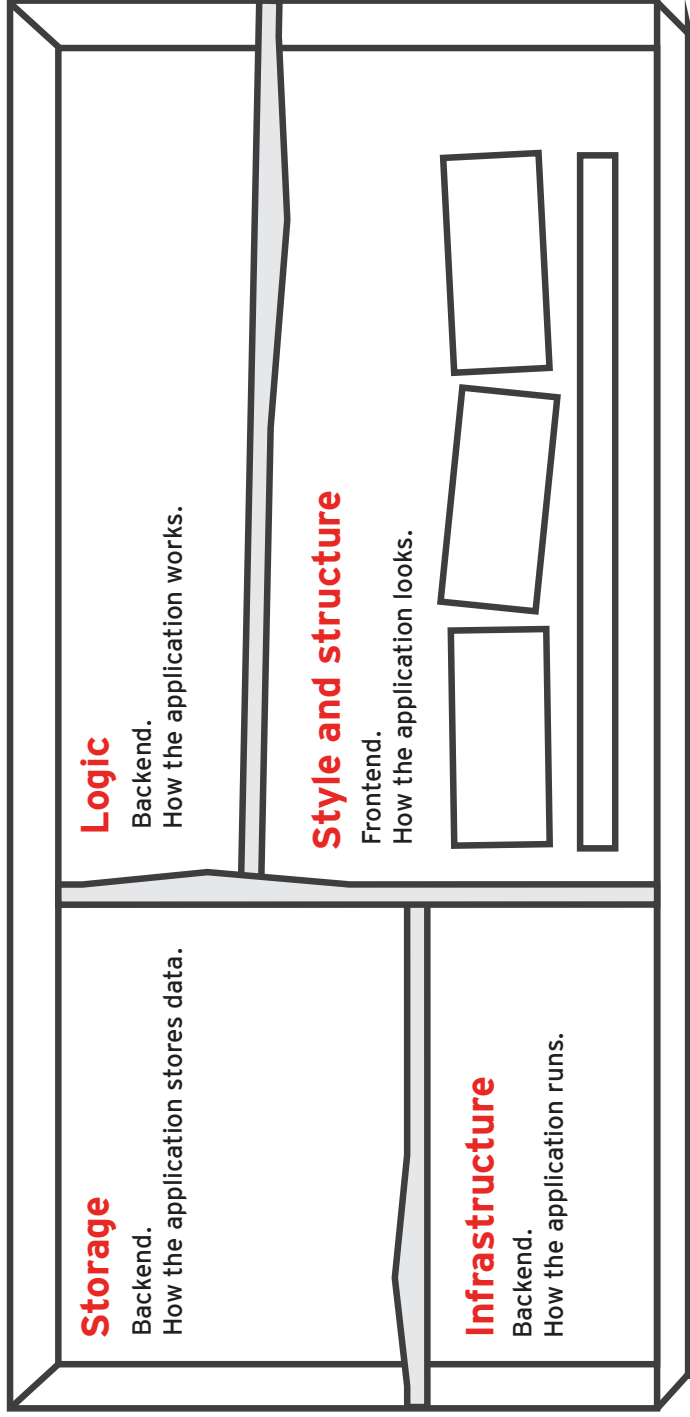 Storage
Backend.
How the application stores data.
Logic
Backend.
How the application works.
Infrastructure
Backend.
How the application runs.
Style and structure
Frontend.
How the application looks.